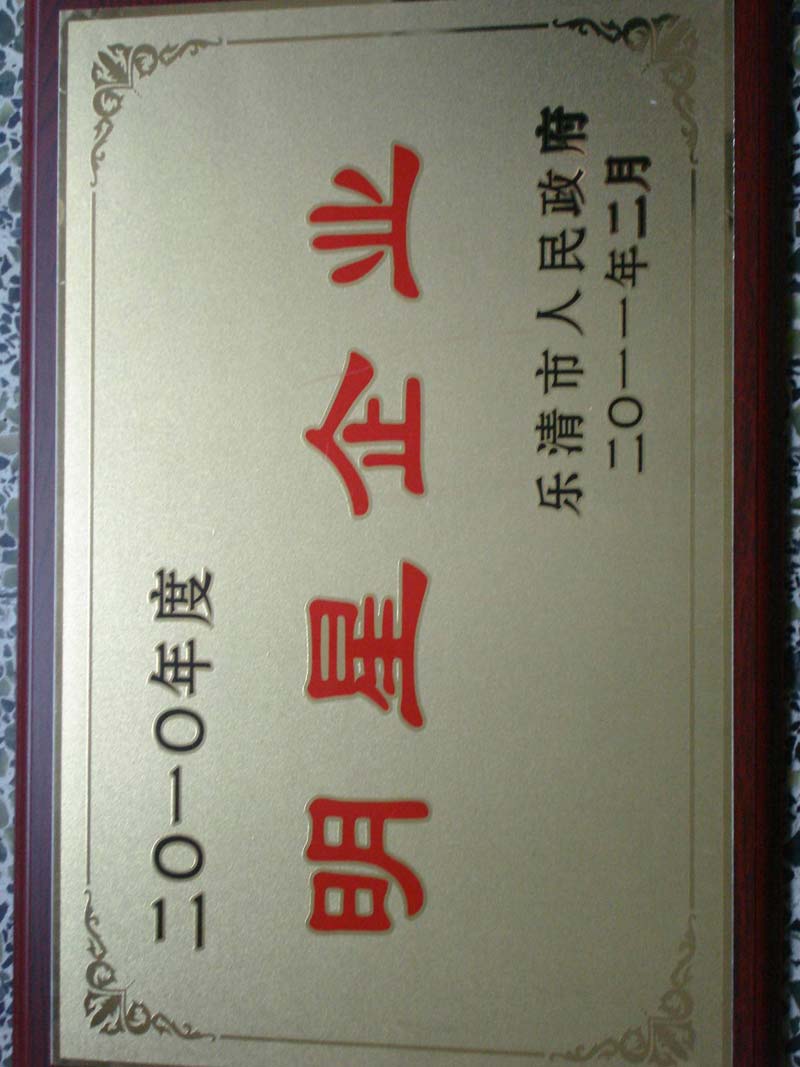 二〇一〇年度
明星企业
乐清市人民政府
二〇一一年二月